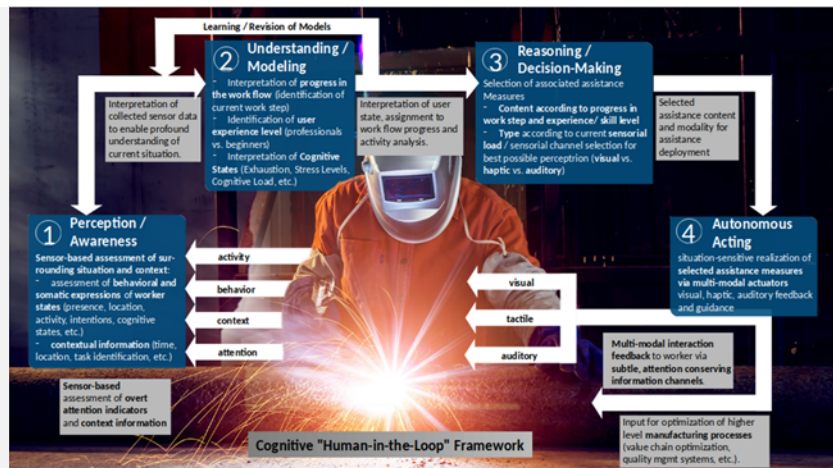 Learning / Revision of Models
2 Understanding /
Modeling
- Interpretation of progress in
the work flow (identification of
current work step)
- Identification of user
experience level (professionals
vs. beginners)
- Interpretation of Cognitive
States (Exhaustion, Stress Levels,
Cognitive Load, etc.)
3 Reasoning /
Decision-Making
Selection of associated assistance
Measures
- Content according to progress in
work step and experience/ skill level
- Type according to current sensorial
load / sensorial channel selection for
best possible perceptrion (visual vs.
haptic vs. auditory)
Interpretation of
collected sensor data
to enable profound
understanding of
current situation.
Interpretation of user
state, assignment to
work flow progress and
activity analysis.
Selected
assistance content
and modality for
assistance
deployment
1 Perception /
Awareness
Sensor-based assessment of sur-
rounding situation and context:
- assessment of behavioral and
somatic expressions of worker
states (presence, location,
activity, intentions, cognitive
states, etc.)
- contextual information (time,
location, task identification, etc.)
activity
behavior
context
attention
visual
tactile
auditory
4 Autonomous
Acting
situation-sensitive realization of
selected assistance measures
via multi-modal actuators
visual, haptic, auditory feedback
and guidance
Sensor-based
assessment of overt
attention indicators
and context information
Multi-modal interaction
feedback to worker via
subtle, attention conserving
information channels.
Input for optimization of higher
level manufacturing processes
(value chain optimization,
quality mgmt systems, etc.).
Cognitive "Human-in-the-Loop" Framework